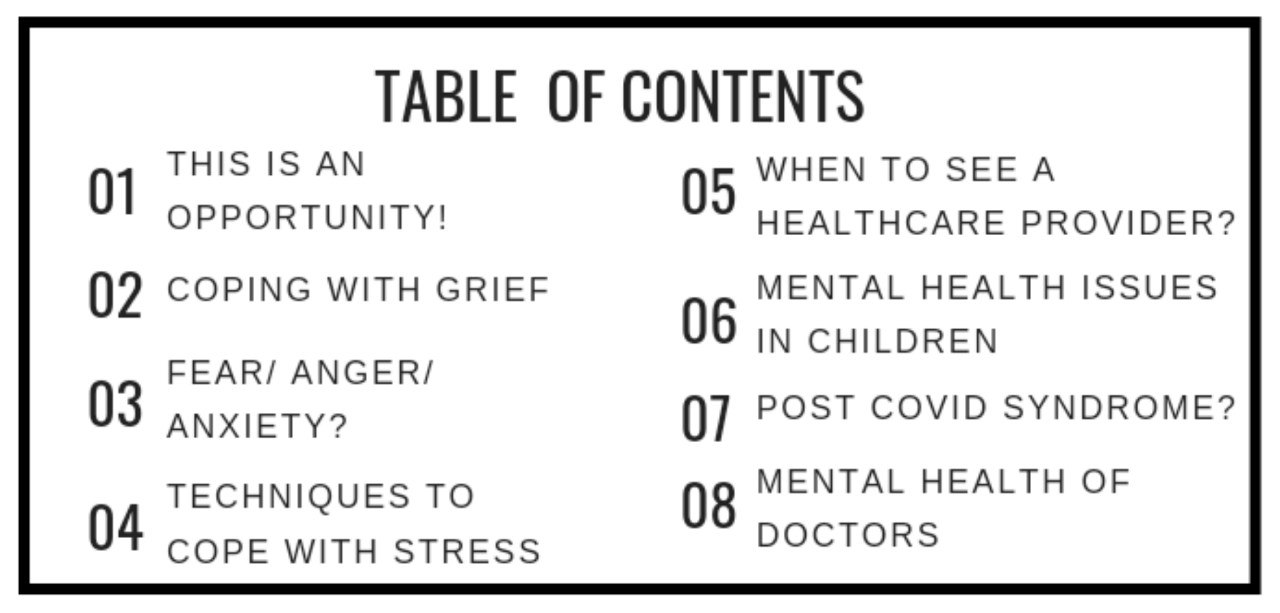 TABLE OF CONTENTS
01 THIS IS AN
OPPORTUNITY!
02 COPING WITH GRIEF
03 FEAR/ ANGER/
ANXIETY?
04 TECHNIQUES TO
COPE WITH STRESS
05 WHEN TO SEE A
HEALTHCARE PROVIDER?
06 MENTAL HEALTH ISSUES
IN CHILDREN
07 POST COVID SYNDROME?
08 MENTAL HEALTH OF
DOCTORS